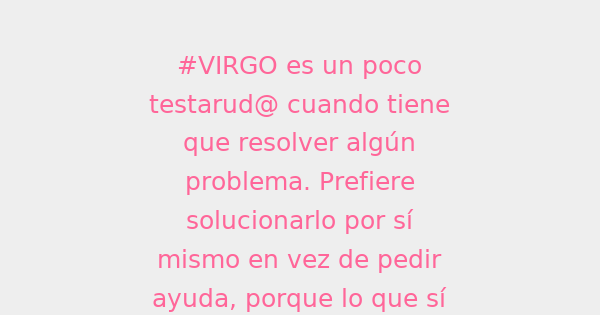 #VIRGO es un poco
testarud@ cuando tiene
que resolver algún
problema. Prefiere
solucionarlo por sí
mismo en vez de pedir
ayuda, porque lo que sí